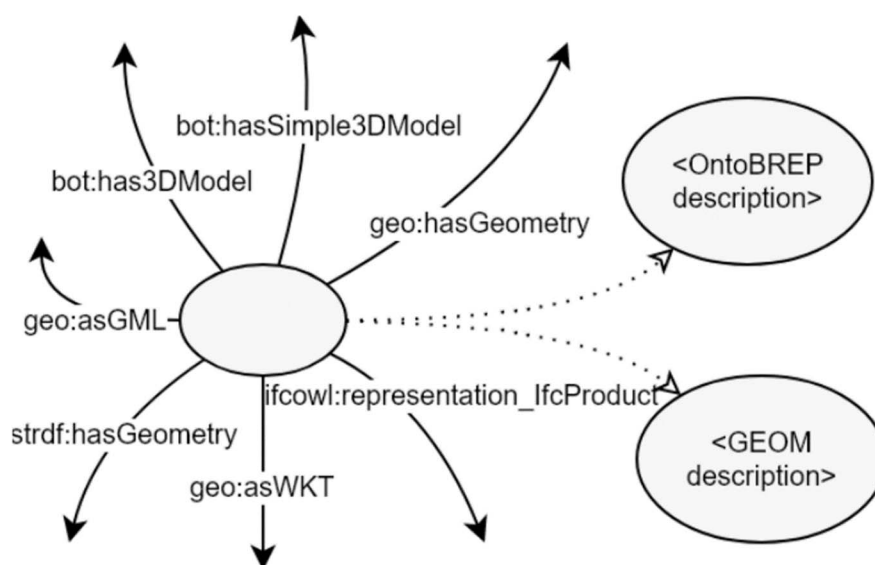 bot:hasSimple3DModel
bot:has3DModel
geo:hasGeometry
<OntoBREP
description>
geo:asGML
ifcowl:representation_IfcProduct
strdf:hasGeometry
geo:asWKT
<GEOM
description>